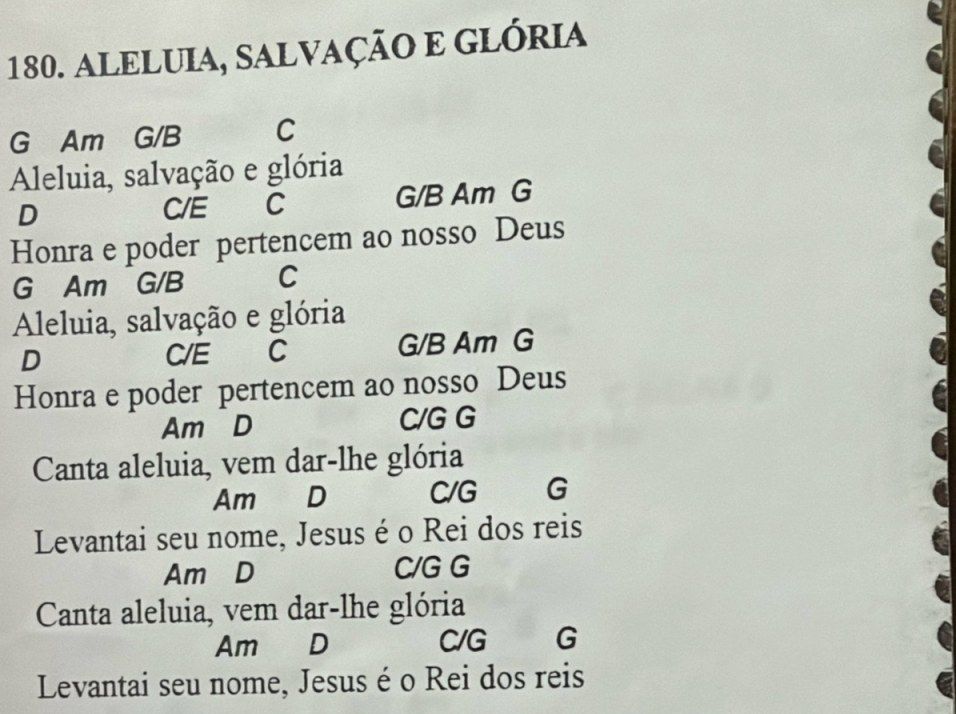 180. ALELUIA, SALVAÇÃO E GLÓRIA
G Am G/B C
Aleluia, salvação e glória
D C/E C G/B Am G
Honra e poder pertencem ao nosso Deus
G Am G/B C
Aleluia, salvação e glória
D C/E C G/B Am G
Honra e poder pertencem ao nosso Deus
Am D C/G G
Canta aleluia, vem dar-lhe glória
Am D C/G G
Levantai seu nome, Jesus é o Rei dos reis
Am D C/G G
Canta aleluia, vem dar-lhe glória
Am D C/G G
Levantai seu nome, Jesus é o Rei dos reis